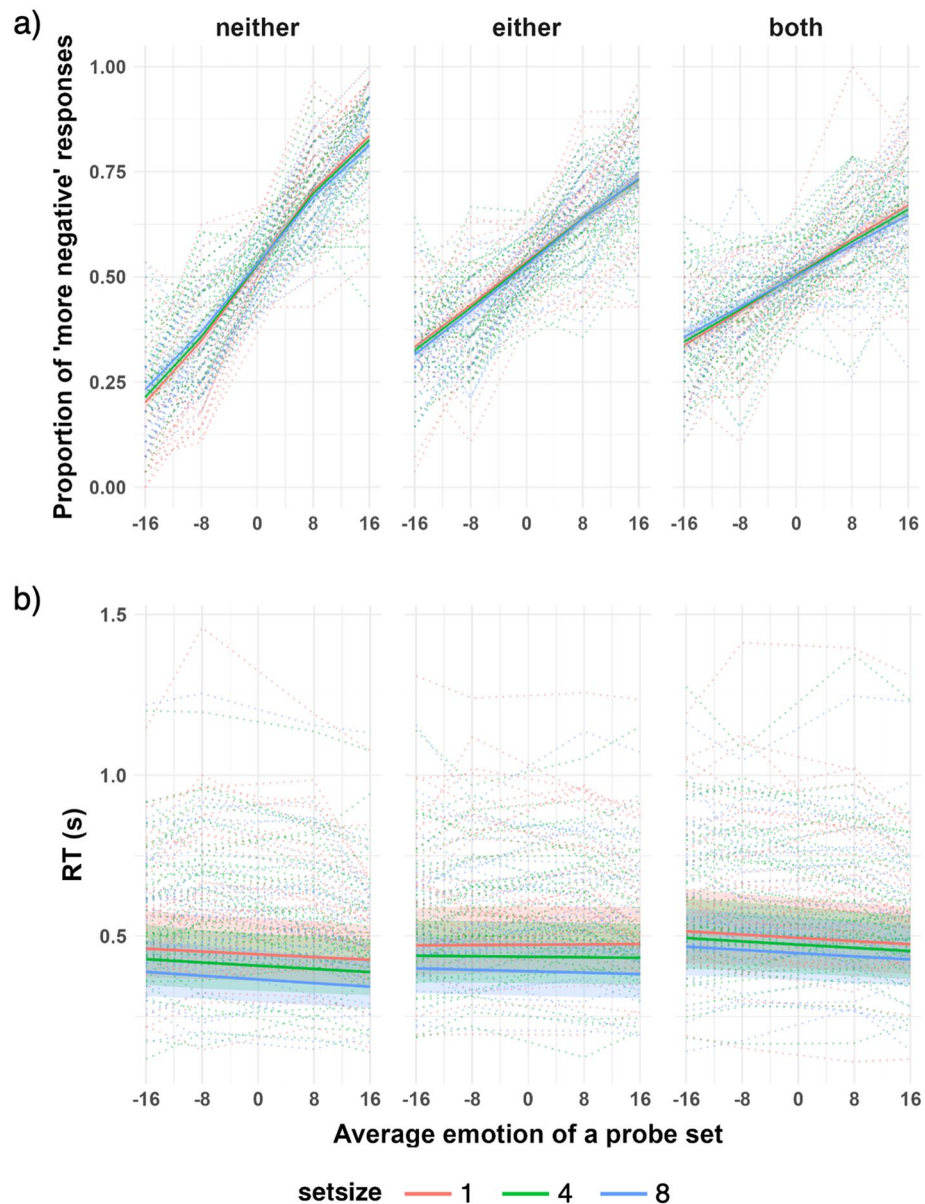 a)
neither either both
Proportion of 'more negative' responses
1.00
0.75
0.50
0.25
0.00
-16 -8 0 8 16 -16 -8 0 8 16 -16 -8 0 8 16
b)
RT (s)
1.5
1.0
0.5
-16 -8 0 8 16 -16 -8 0 8 16 -16 -8 0 8 16
Average emotion of a probe set
setsize 1 4 8